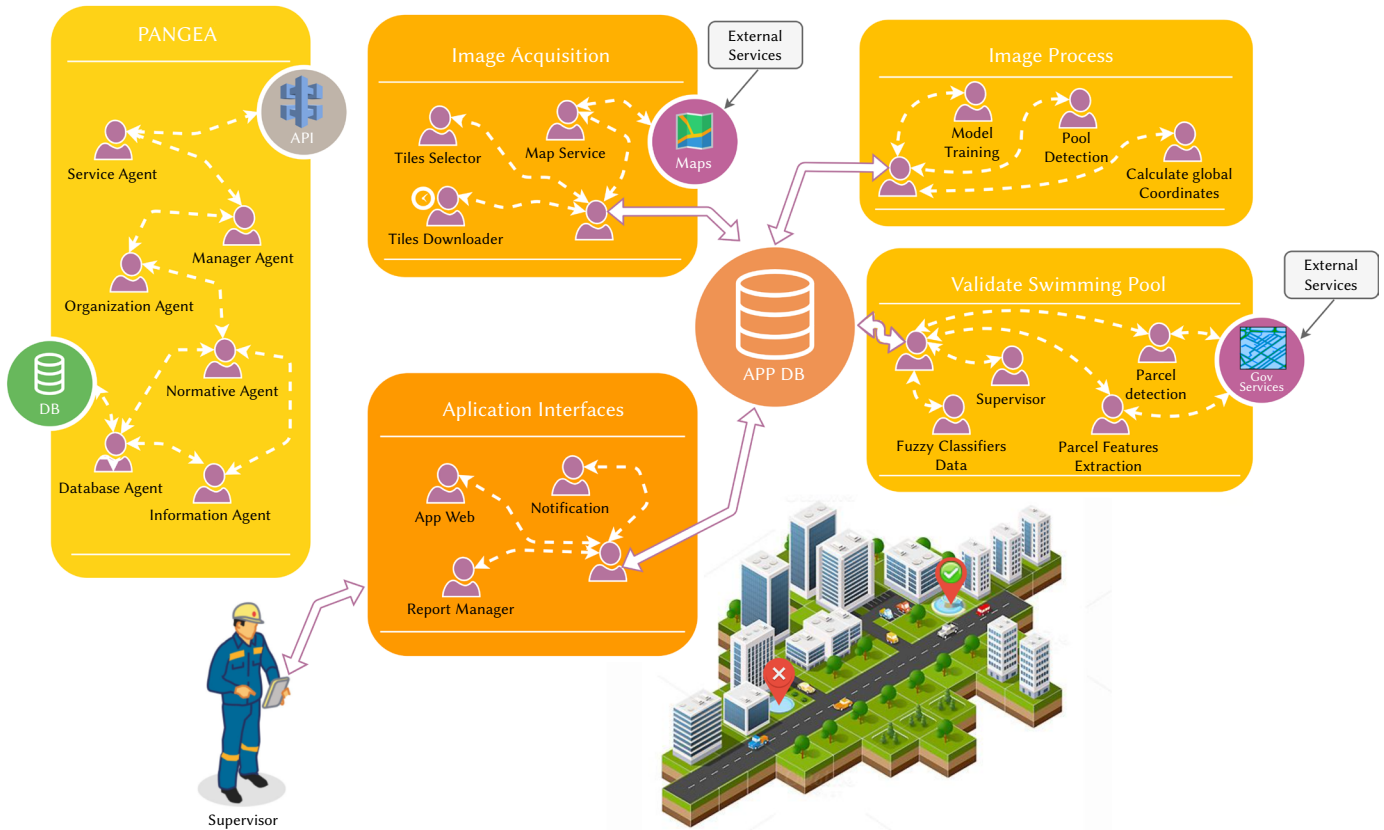 PANGEA
API
Service Agent
Manager Agent
Organization Agent
Normative Agent
DB
Database Agent
Information Agent
Image Acquisition
External
Services
Tiles Selector
Map Service
Maps
Tiles Downloader
Image Process
Model
Training
Pool
Detection
Calculate global
Coordinates
APP DB
Validate Swimming Pool
External
Services
Gov
Services
Parcel
detection
Supervisor
Fuzzy Classifiers
Data
Parcel Features
Extraction
Aplication Interfaces
App Web
Notification
Report Manager
Supervisor